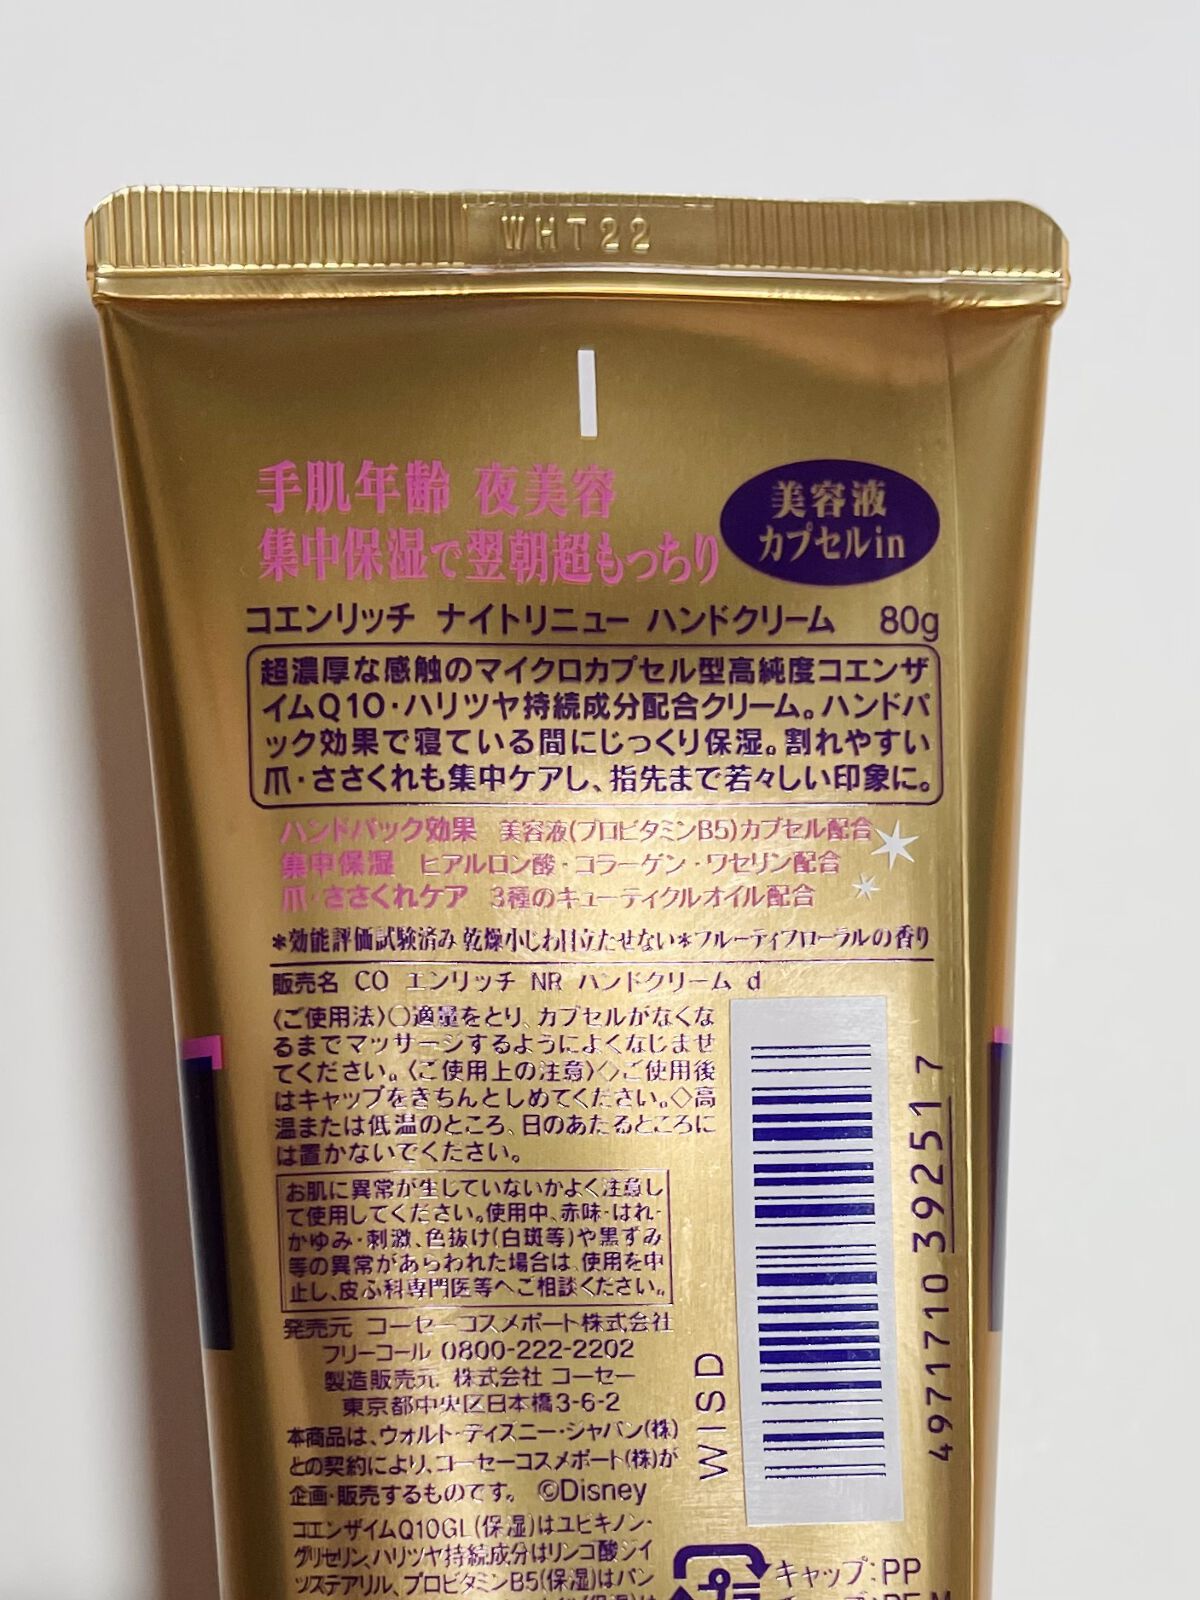 WHT22
手肌年齢 夜美容
集中保湿で翌朝超もっちり
美容液
カプセルin
コエンリッチ ナイトリニュー ハンドクリーム 80g
超濃厚な感触のマイクロカプセル型高純度コエンザ
イムQ10・ハリツヤ持続成分配合クリーム。ハンドパ
ック効果で寝ている間にじっくり保湿。割れやすい
爪・ささくれも集中ケアし、指先まで若々しい印象に。
ハンドパック効果 美容液(プロビタミンB5)カプセル配合
集中保湿 ヒアルロン酸・コラーゲン・ワセリン配合
爪・ささくれケア 3種のキューティクルオイル配合
*効能評価試験済み 乾燥小じわ目立たせない*フルーティフローラルの香り
販売名 CO エンリッチ NR ハンドクリーム d
〈ご使用法〉○適量をとり、カプセルがなくな
るまでマッサージするようによくなじませ
てください。〈ご使用上の注意〉◇ご使用後
はキャップをきちんとしめてください。◇高
温または低温のところ、日のあたるところに
は置かないでください。
お肌に異常が生じていないかよく注意し
て使用してください。使用中、赤味・はれ・
かゆみ・刺激、色抜け(白斑等)や黒ずみ
等の異常があらわれた場合は、使用を中
止し、皮ふ科専門医等へご相談ください。
発売元 コーセーコスメポート株式会社
フリーコール 0800-222-2202
製造販売元 株式会社 コーセー
東京都中央区日本橋3-6-2
本商品は、ウォルト・ディズニー・ジャパン(株)
との契約により、コーセーコスメポート(株)が
企画・販売するものです。 ©Disney
コエンザイムQ10GL(保湿)はユビキノン・
グリセリン、ハリツヤ持続成分はリンゴ酸ジイ
ソステアリル、プロビタミンB5(保湿)はパン
WISD
4971710 392517
キャップ:PP